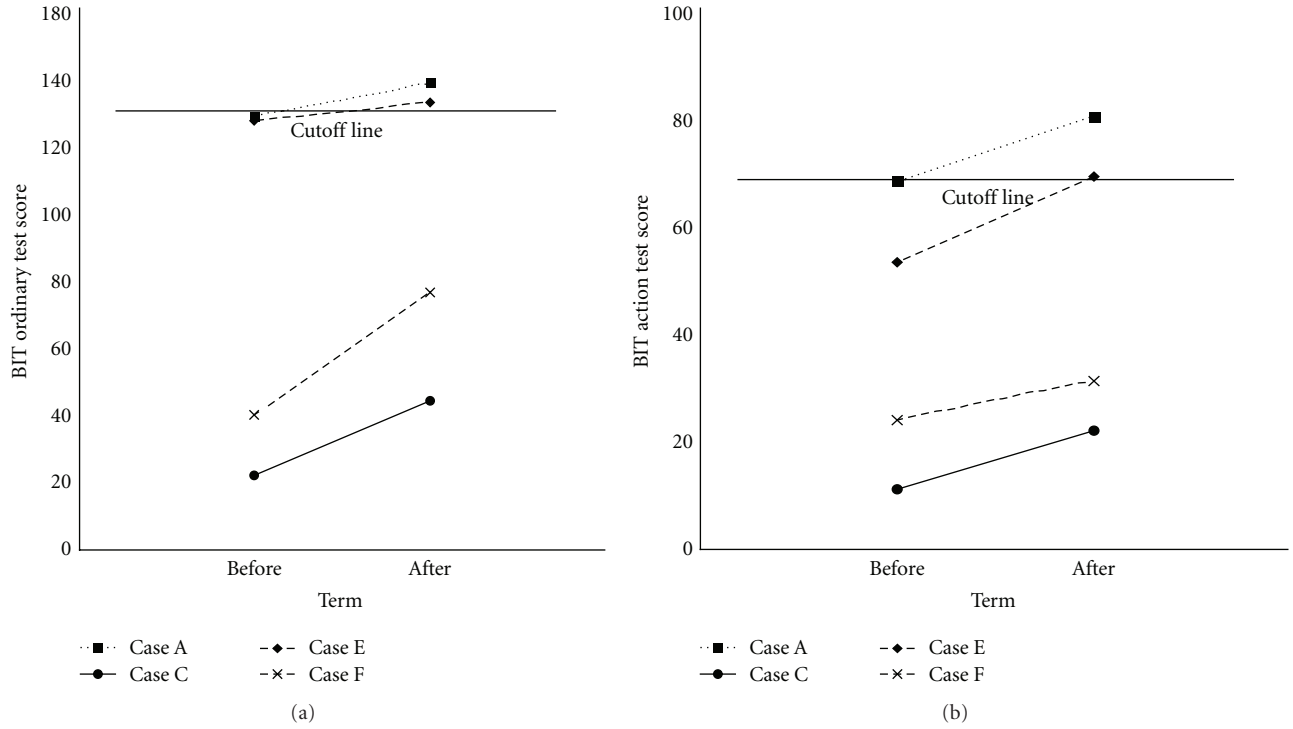 180
160
140
120
100
80
60
40
20
0
BIT ordinary test score
Cutoff line
Before After
Term
Case A Case E
Case C Case F
(a)
100
80
60
40
20
0
BIT action test score
Cutoff line
Before After
Term
Case A Case E
Case C Case F
(b)